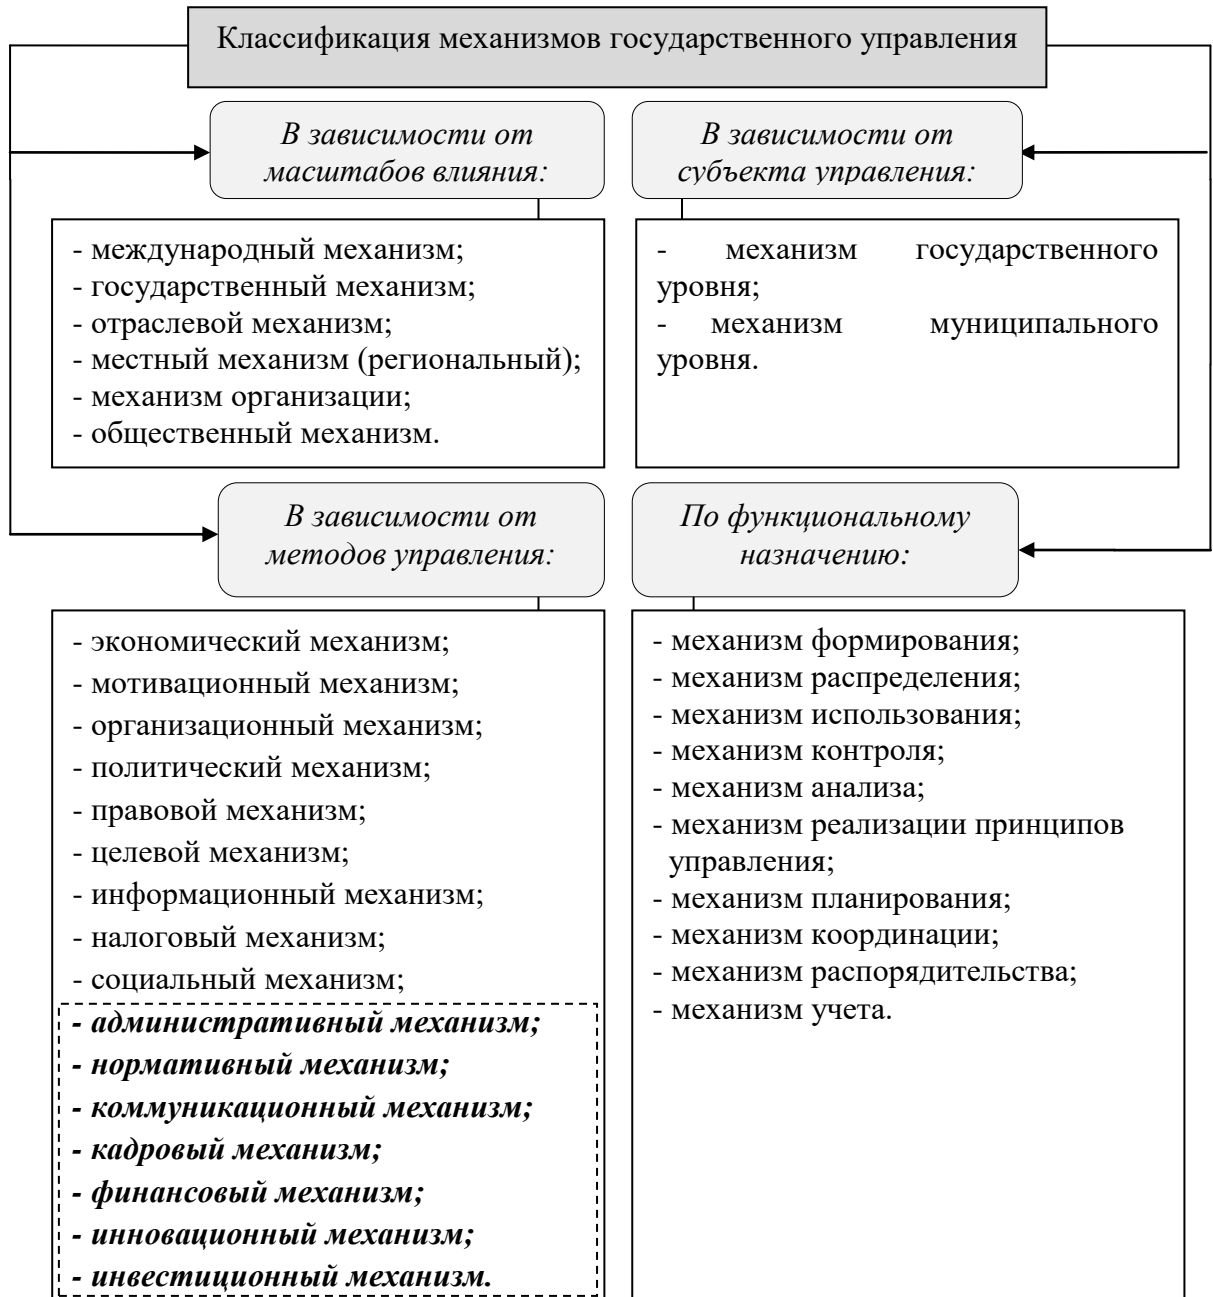 Классификация механизмов государственного управления
В зависимости от
масштабов влияния:
В зависимости от
субъекта управления:
- международный механизм;
- государственный механизм;
- отраслевой механизм;
- местный механизм (региональный);
- механизм организации;
- общественный механизм.
- механизм государственного
уровня;
- механизм муниципального
уровня.
В зависимости от
методов управления:
По функциональному
назначению:
- экономический механизм;
- мотивационный механизм;
- организационный механизм;
- политический механизм;
- правовой механизм;
- целевой механизм;
- информационный механизм;
- налоговый механизм;
- социальный механизм;
- административный механизм;
- нормативный механизм;
- коммуникационный механизм;
- кадровый механизм;
- финансовый механизм;
- инновационный механизм;
- инвестиционный механизм.
- механизм формирования;
- механизм распределения;
- механизм использования;
- механизм контроля;
- механизм анализа;
- механизм реализации принципов
управления;
- механизм планирования;
- механизм координации;
- механизм распорядительства;
- механизм учета.